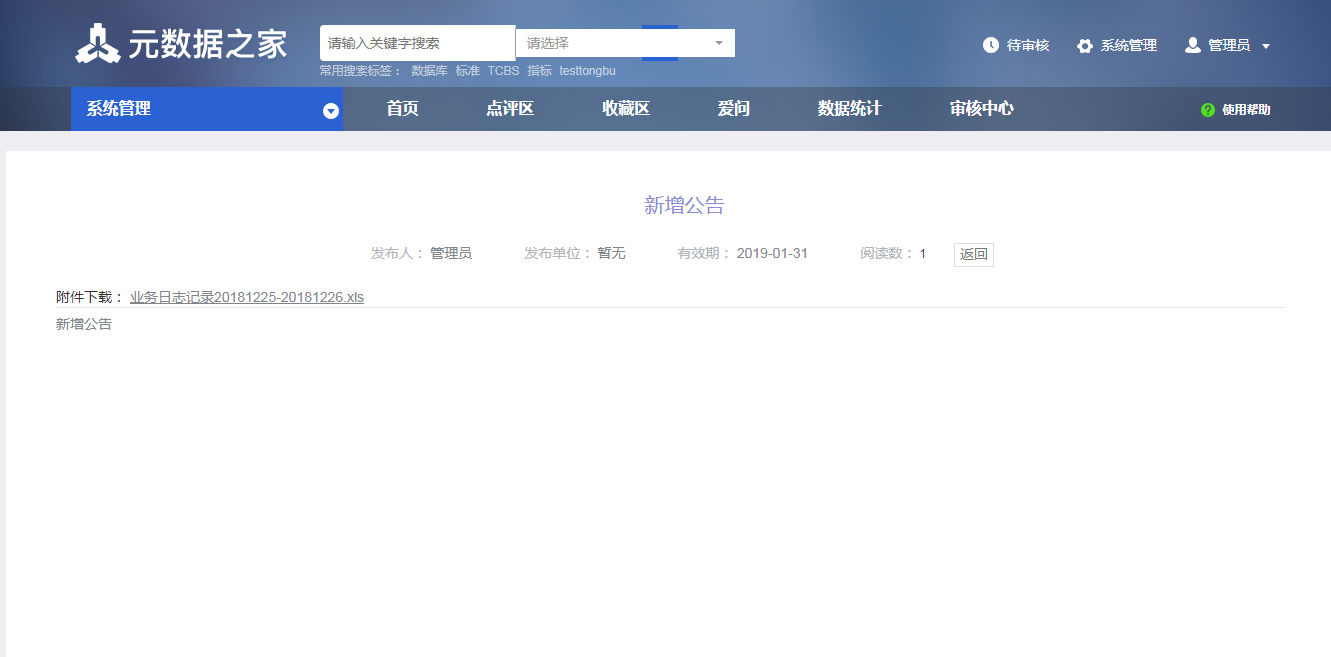 元数据之家
请输入关键字搜索 请选择
常用搜索标签： 数据库 标准 TCBS 指标 testtongbu
待审核 系统管理 管理员
系统管理 首页 点评区 收藏区 爱问 数据统计 审核中心 ? 使用帮助
新增公告
发布人： 管理员 发布单位： 暂无 有效期： 2019-01-31 阅读数： 1 返回
附件下载： 业务日志记录20181225-20181226.xls
新增公告